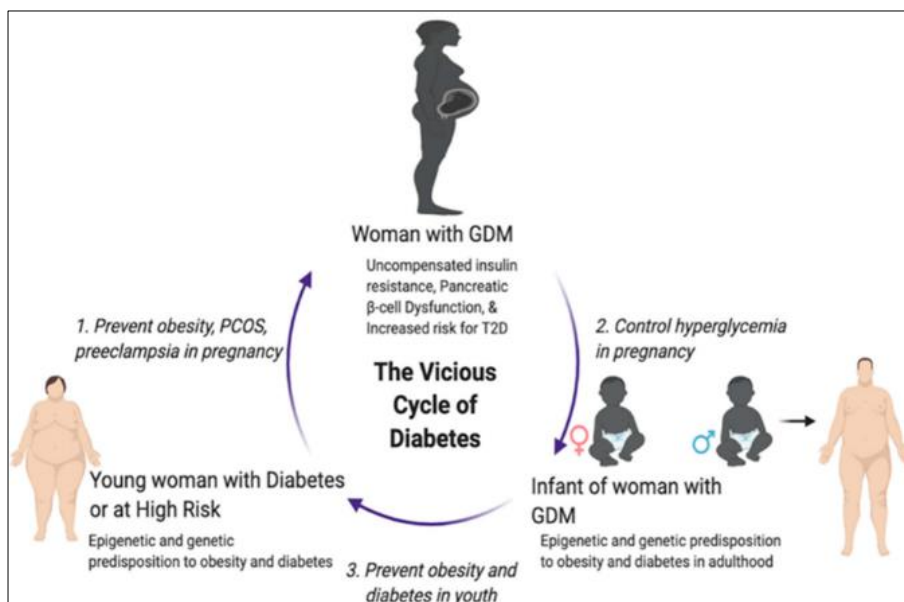 Woman with GDM
Uncompensated insulin
resistance, Pancreatic
β-cell Dysfunction, &
Increased risk for T2D
1. Prevent obesity, PCOS,
preeclampsia in pregnancy
2. Control hyperglycemia
in pregnancy
The Vicious
Cycle of
Diabetes
Young woman with Diabetes
or at High Risk
Epigenetic and genetic
predisposition to obesity and diabetes
Infant of woman with
GDM
Epigenetic and genetic predisposition
to obesity and diabetes in adulthood
3. Prevent obesity and
diabetes in youth